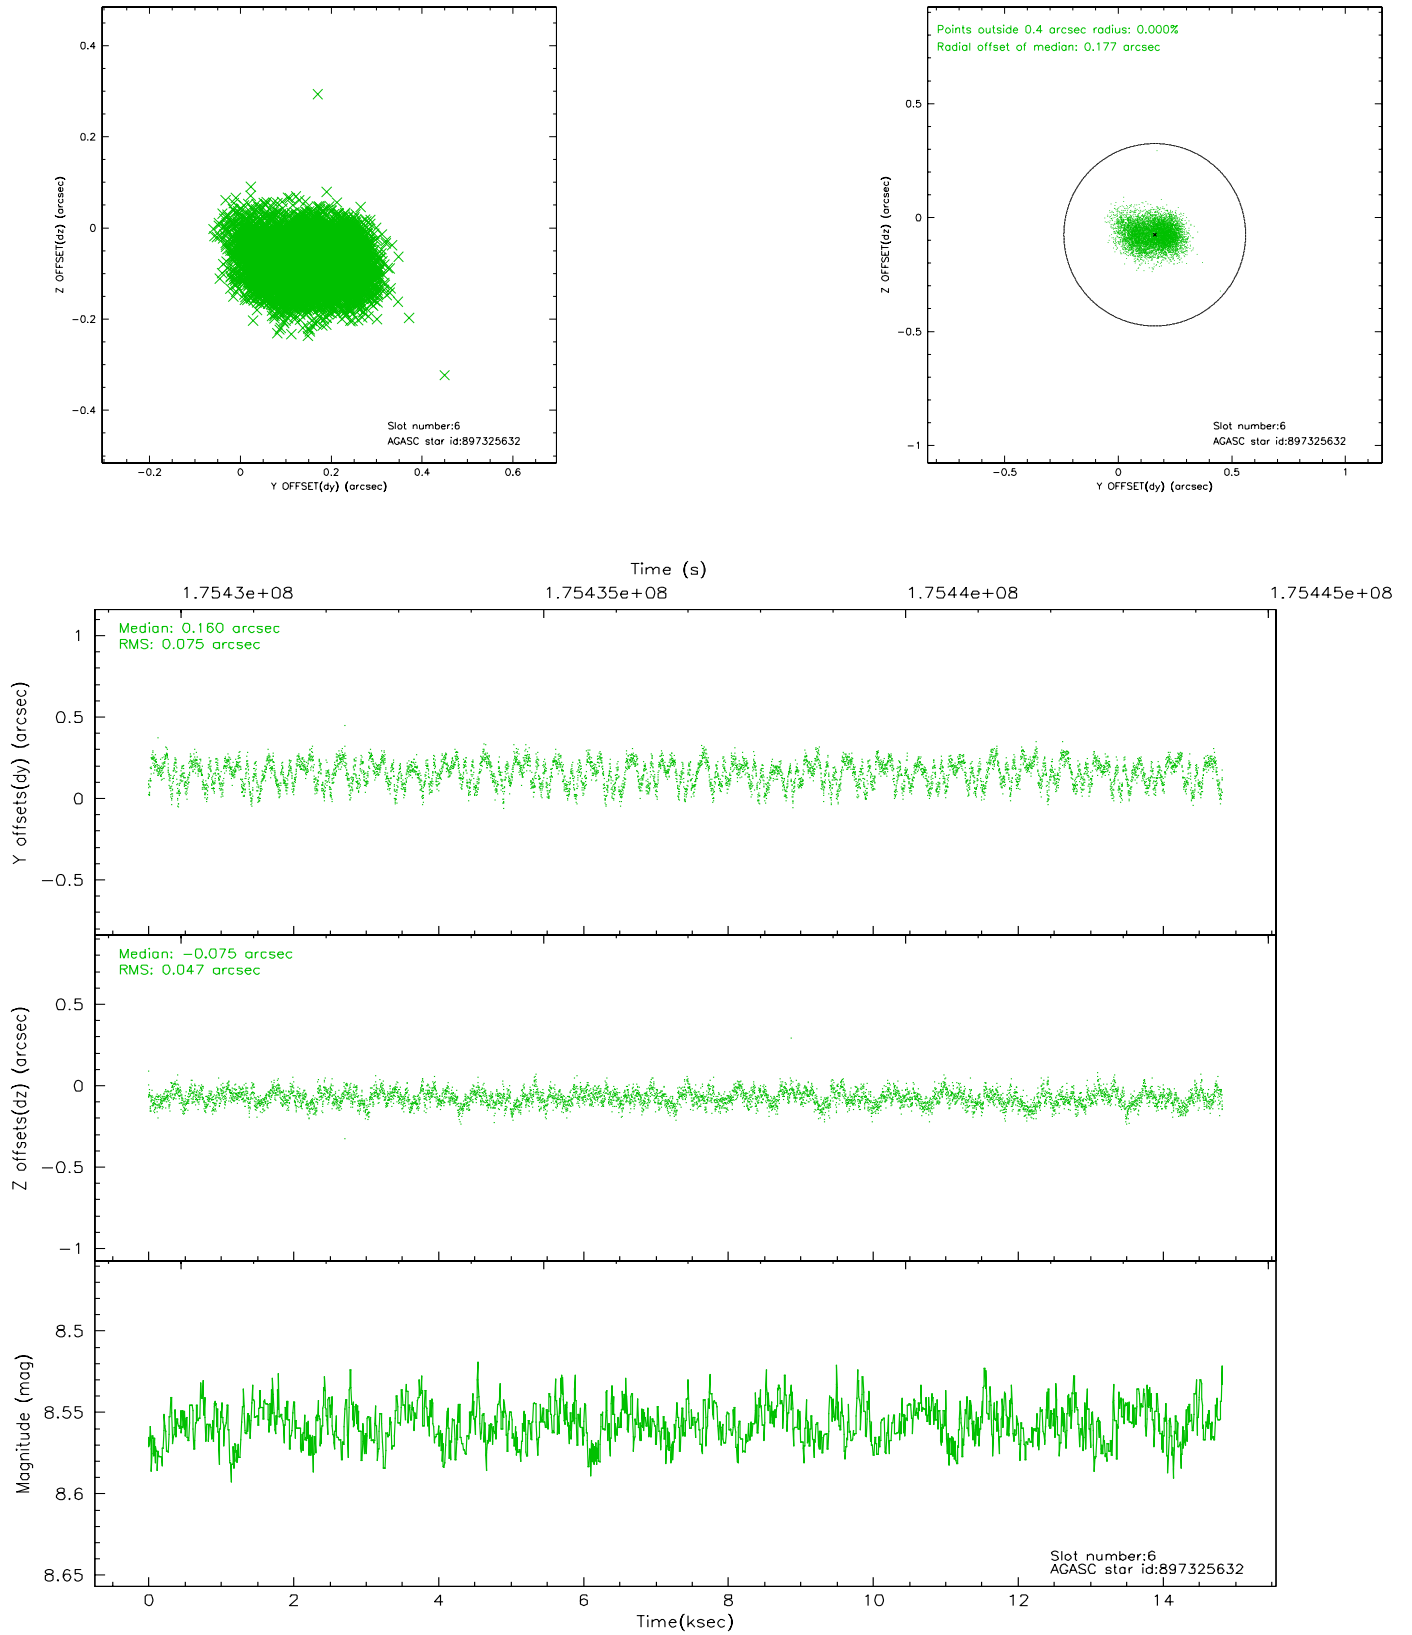 0.4
0.2
0
−0.2
−0.4
Z OFFSET(dz) (arcsec)
Slot number:6
AGASC star id:897325632
−0.2 0 0.2 0.4 0.6
Y OFFSET(dy) (arcsec)
Points outside 0.4 arcsec radius: 0.000%
Radial offset of median: 0.177 arcsec
0.5
0
−0.5
−1
Z OFFSET(dz) (arcsec)
Slot number:6
AGASC star id:897325632
−0.5 0 0.5 1
Y OFFSET(dy) (arcsec)
Time (s)
1.7543e+08 1.75435e+08 1.7544e+08 1.75445e+08
Median: 0.160 arcsec
RMS: 0.075 arcsec
1
0.5
0
−0.5
Y offsets(dy) (arcsec)
Median: −0.075 arcsec
RMS: 0.047 arcsec
0.5
0
−0.5
−1
Z offsets(dz) (arcsec)
8.5
8.55
8.6
8.65
Magnitude (mag)
Slot number:6
AGASC star id:897325632
0 2 4 6 8 10 12 14
Time(ksec)